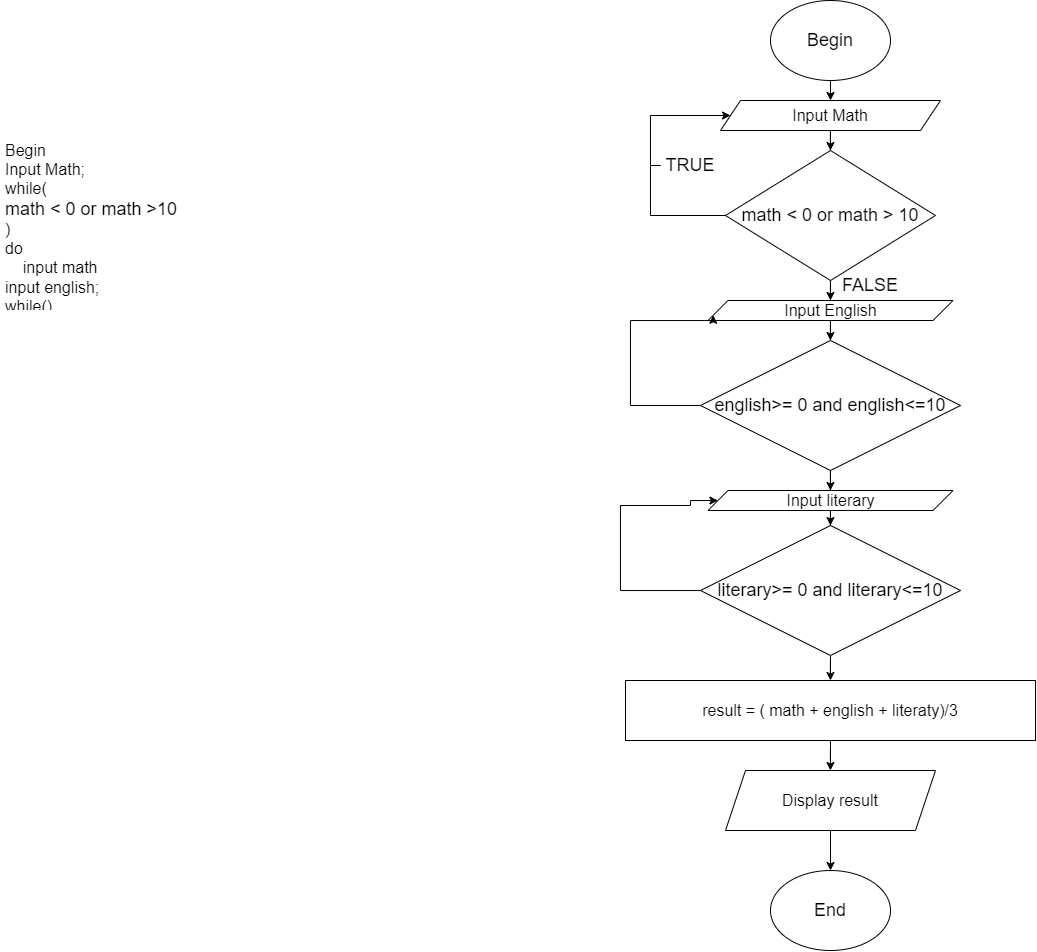 Begin
Input Math;
while(
math < 0 or math >10
)
do
input math
input english;
while()
Begin
Input Math
TRUE
math < 0 or math > 10
FALSE
Input English
english>= 0 and english<=10
Input literary
literary>= 0 and literary<=10
result = ( math + english + literaty)/3
Display result
End